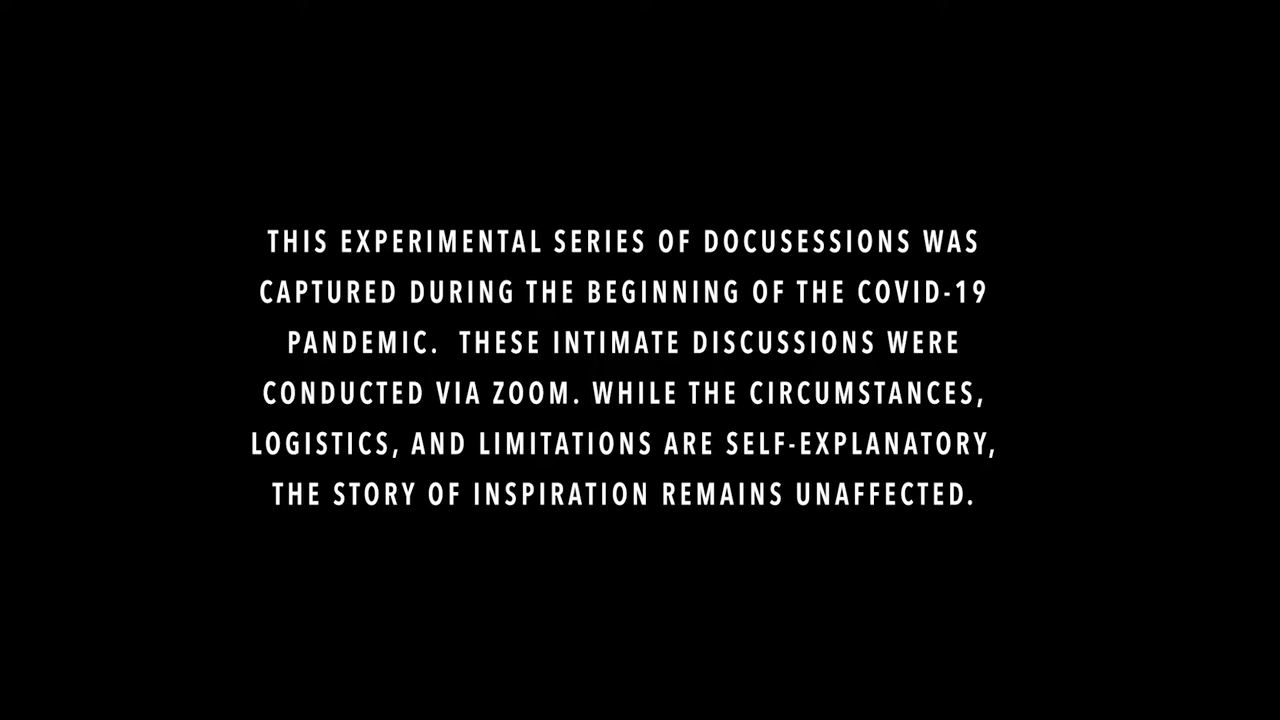 THIS EXPERIMENTAL SERIES OF DOCUSESSIONS WAS
CAPTURED DURING THE BEGINNING OF THE COVID-19
PANDEMIC.  THESE INTIMATE DISCUSSIONS WERE
CONDUCTED VIA ZOOM. WHILE THE CIRCUMSTANCES,
LOGISTICS, AND LIMITATIONS ARE SELF-EXPLANATORY,
THE STORY OF INSPIRATION REMAINS UNAFFECTED.